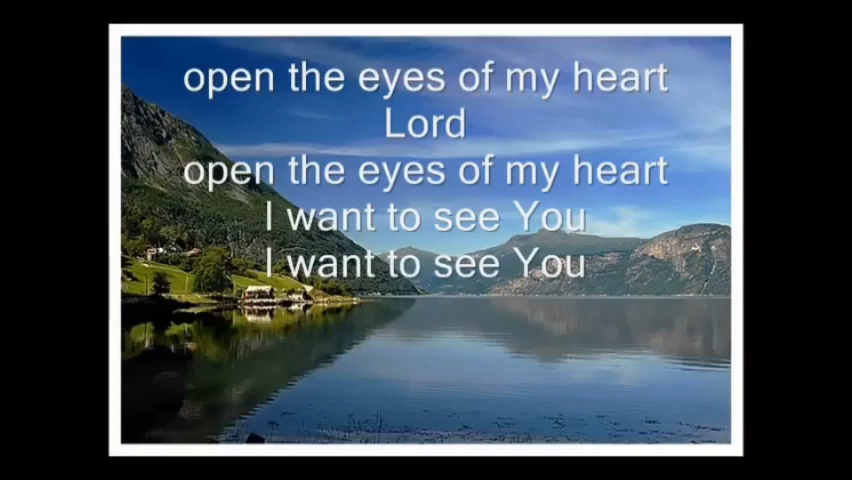 open the eyes of my heart
Lord
open the eyes of my heart
I want to see You
I want to see You